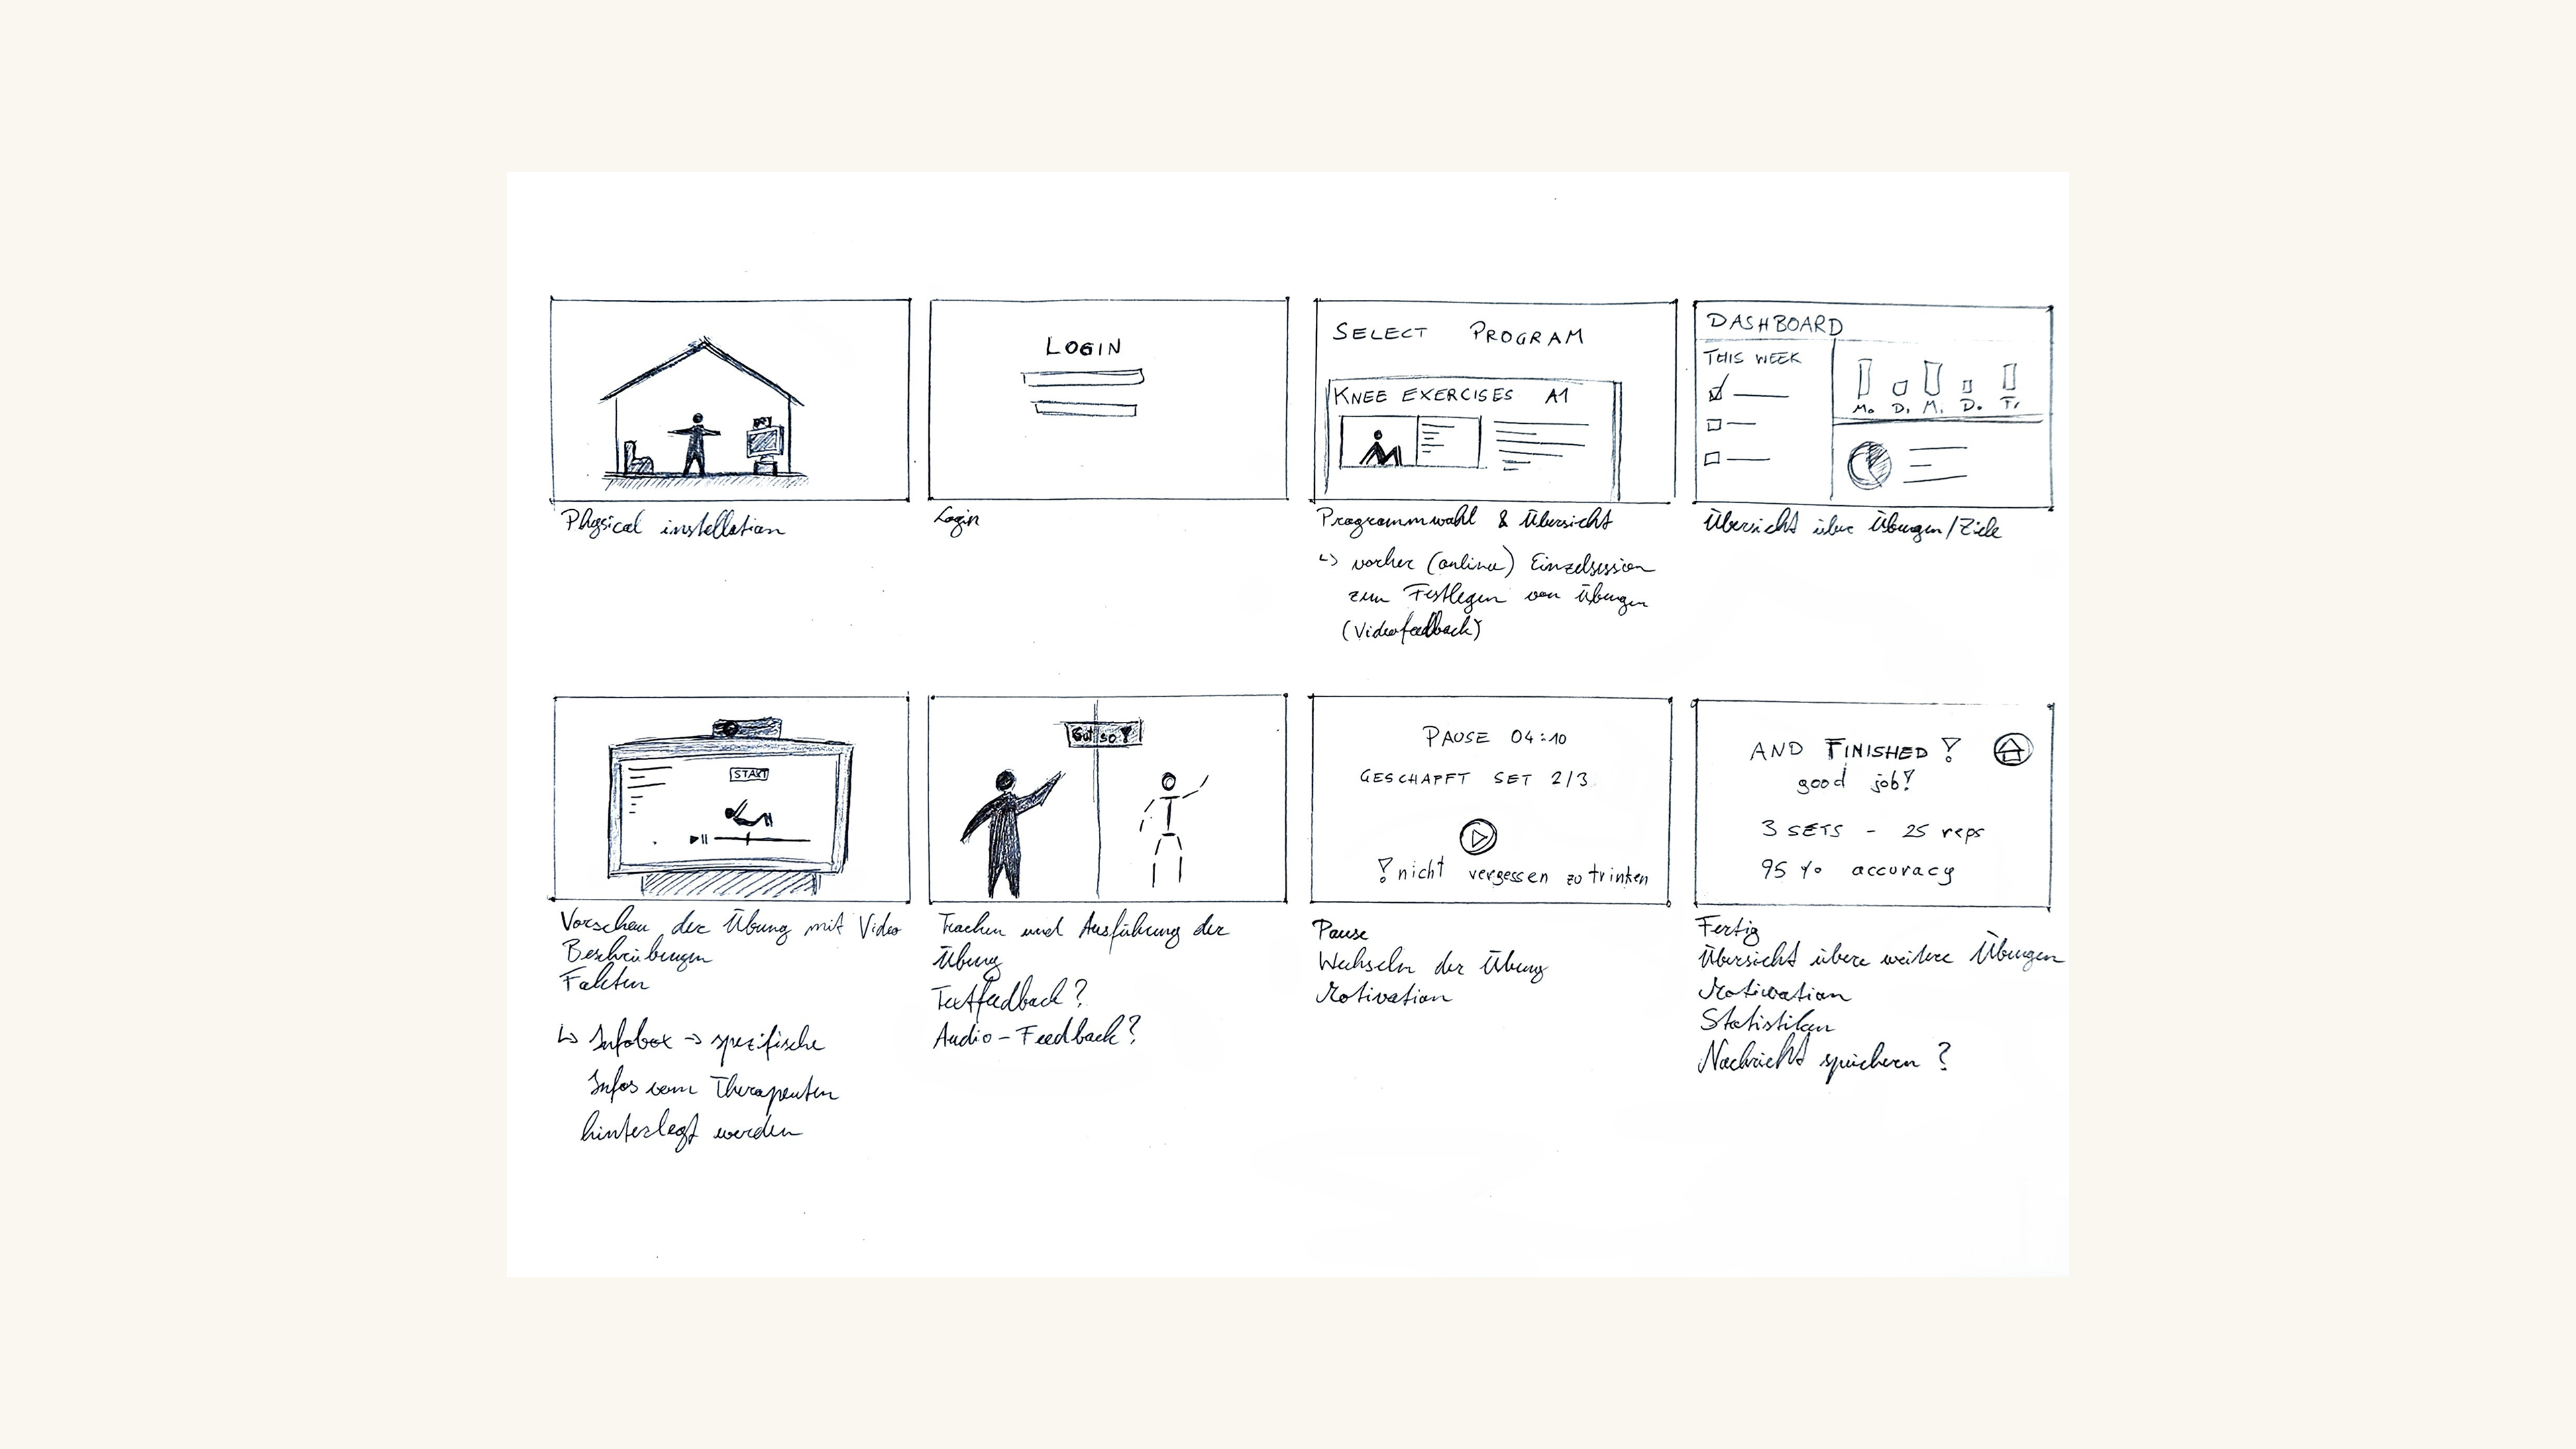 Physical installation
LOGIN
Login
SELECT PROGRAM
KNEE EXERCISES A1
Programmwahl & Übersicht
↳ vorher (online) Einzelsession
zum Festlegen von Übungen
(Videofeedback)
DASHBOARD
THIS WEEK
Mo D. M. D. Fr
Übersicht über Übungen/Ziele
START
Vorschau der Übung mit Video
Beschreibungen
Fakten
↳ Infobox → spezifische
Infos vom Therapeuten
hinterlegt werden
Gut so!
Tracken und Ausführung der
Übung
Textfeedback?
Audio-Feedback?
PAUSE 04:10
GESCHAFFT SET 2/3
! nicht vergessen zu trinken
Pause
Wechseln der Übung
Motivation
AND FINISHED!
good job!
3 SETS - 25 reps
95 % accuracy
Fertig
Übersicht übere weitere Übungen
Motivation
Statistiken
Nachricht speichern?